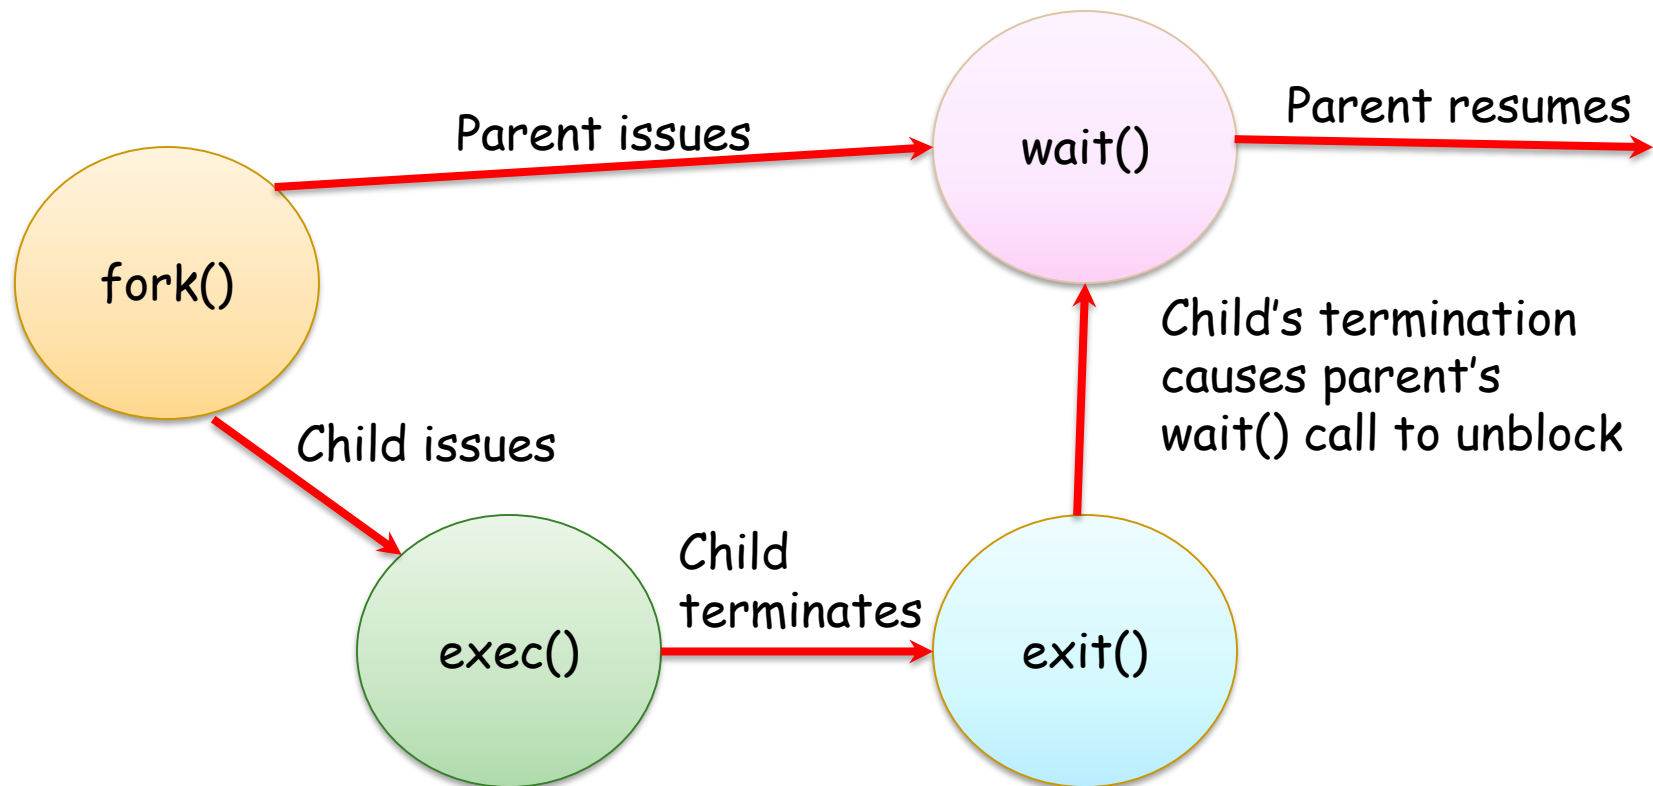 Parent issues
wait()
Parent resumes
fork()
Child issues
Child's termination
causes parent's
wait() call to unblock
exec()
Child
terminates
exit()